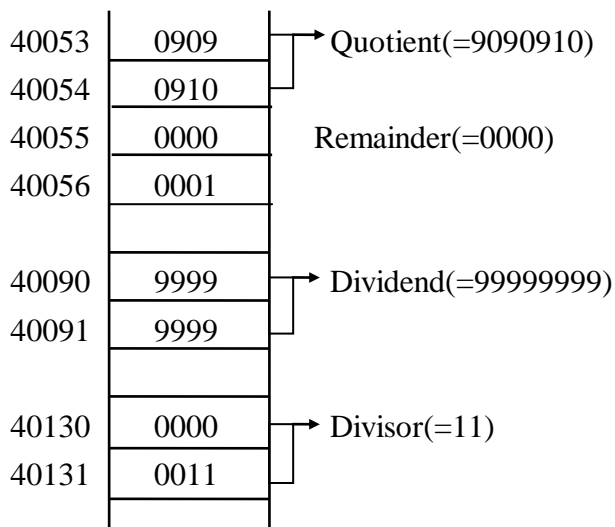 40053 0909 Quotient(=9090910)
40054 0910
40055 0000 Remainder(=0000)
40056 0001
40090 9999 Dividend(=99999999)
40091 9999
40130 0000 Divisor(=11)
40131 0011